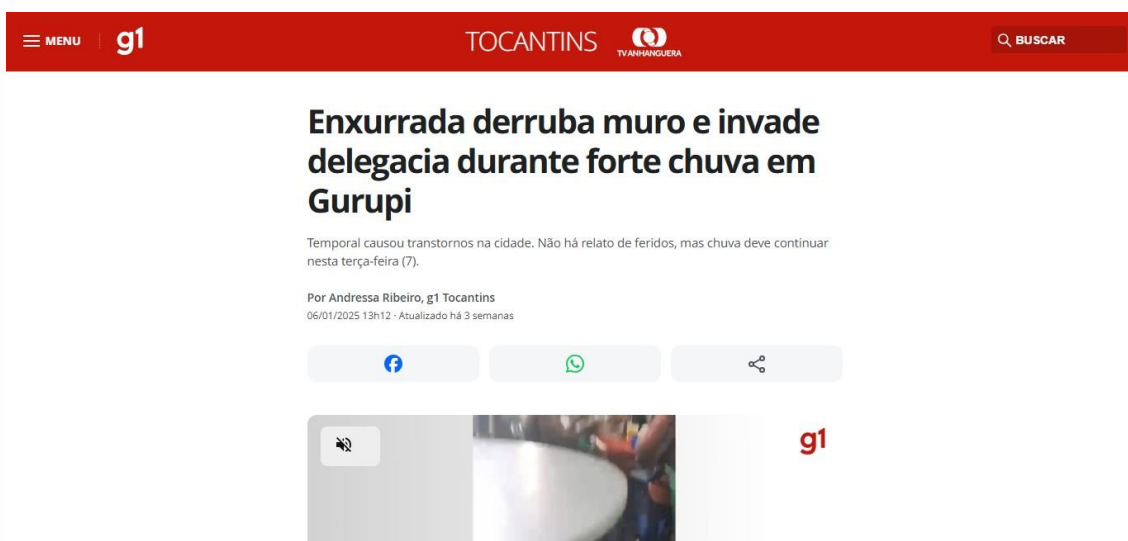 MENU
g1
TOCANTINS
TV ANHANGUERA
BUSCAR
Enxurrada derruba muro e invade
delegacia durante forte chuva em
Gurupi
Temporal causou transtornos na cidade. Não há relato de feridos, mas chuva deve continuar
nesta terça-feira (7).
Por Andressa Ribeiro, g1 Tocantins
06/01/2025 13h12 · Atualizado há 3 semanas
g1